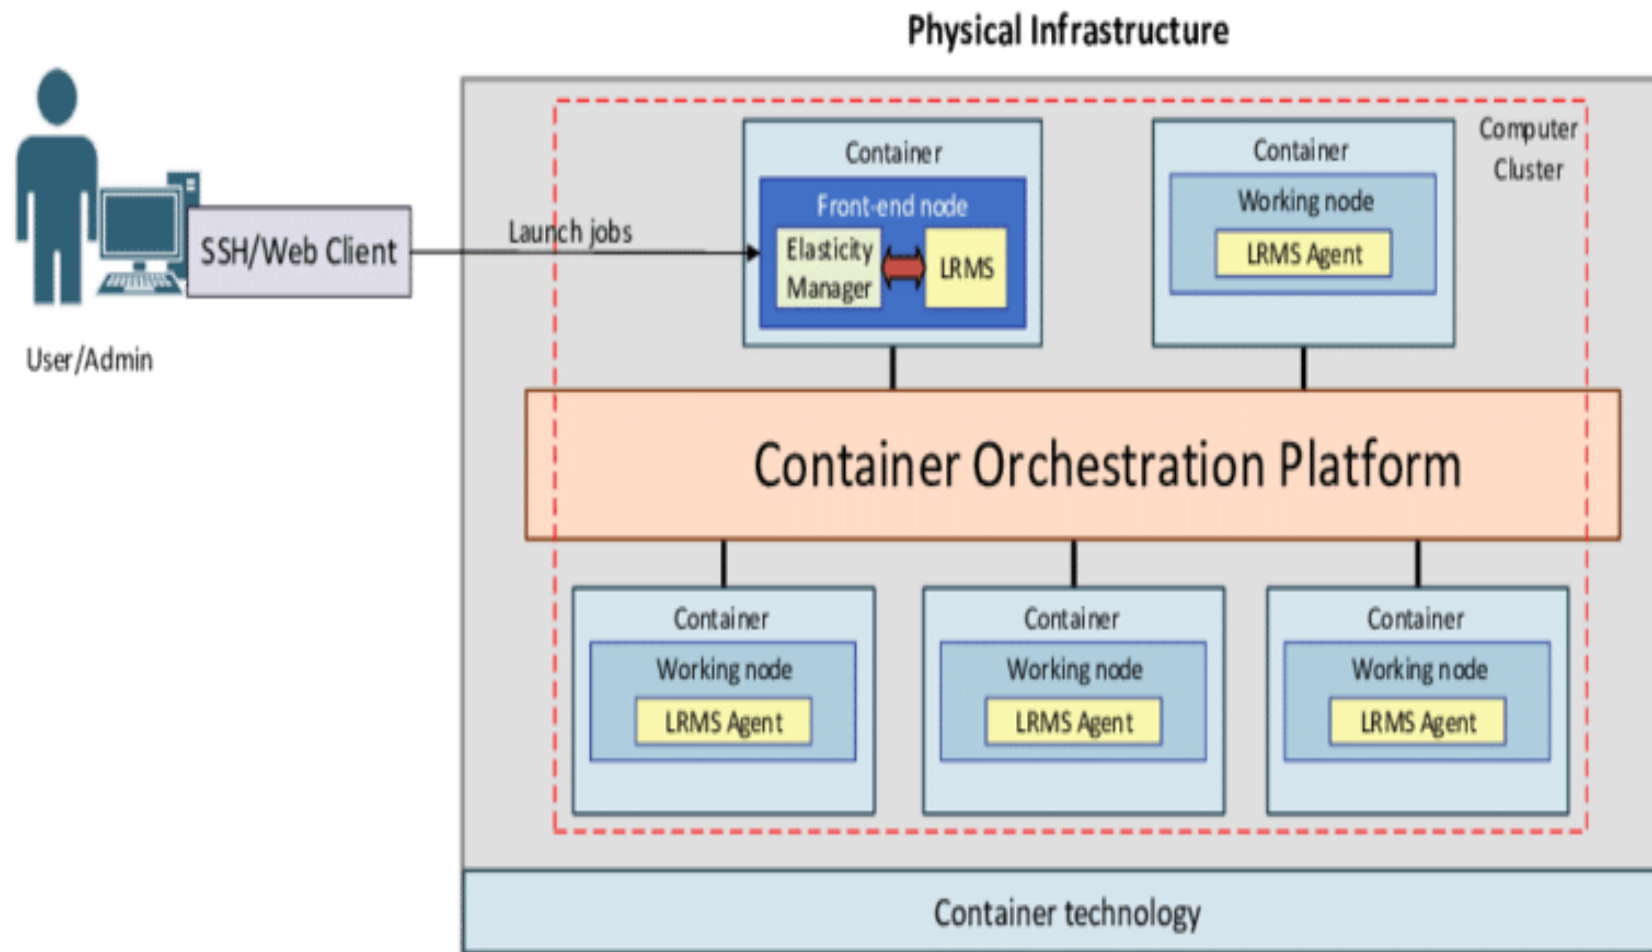 Physical Infrastructure
Computer
Cluster
Container
Front-end node
Elasticity
Manager
LRMS
Container
Working node
LRMS Agent
Launch jobs
SSH/Web Client
User/Admin
Container Orchestration Platform
Container
Working node
LRMS Agent
Container
Working node
LRMS Agent
Container
Working node
LRMS Agent
Container technology